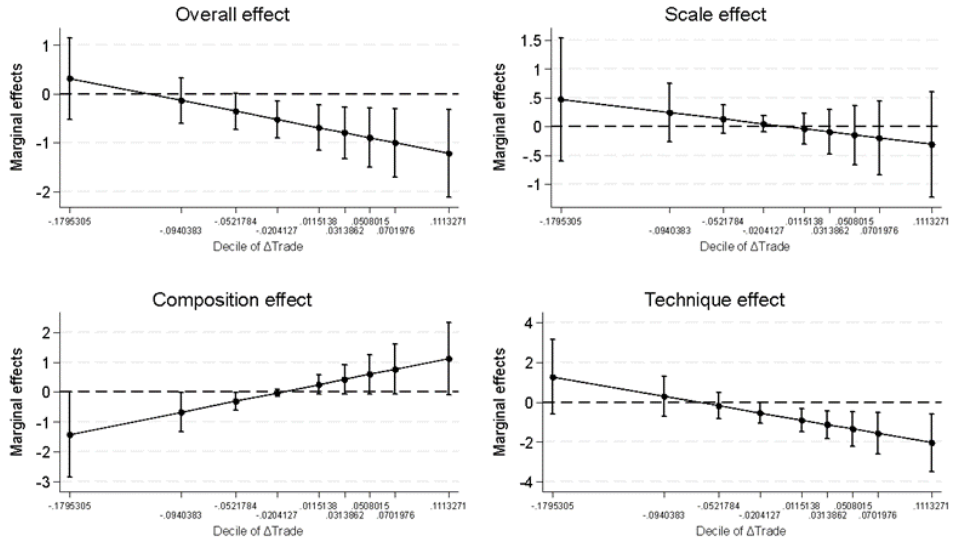 Overall effect
Marginal effects
1
0
-1
-2
-.1795305 -.0521784 .0115138 .0508015 .1113271
-.0940383 -.0204127 .0313862 .0701976
Decile of ΔTrade
Scale effect
Marginal effects
1.5
1
.5
0
-.5
-1
-.1795305 -.0521784 .0115138 .0508015 .1113271
-.0940383 -.0204127 .0313862 .0701976
Decile of ΔTrade
Composition effect
Marginal effects
2
1
0
-1
-2
-3
-.1795305 -.0521784 .0115138 .0508015 .1113271
-.0940383 -.0204127 .0313862 .0701976
Decile of ΔTrade
Technique effect
Marginal effects
4
2
0
-2
-4
-.1795305 -.0521784 .0115138 .0508015 .1113271
-.0940383 -.0204127 .0313862 .0701976
Decile of ΔTrade